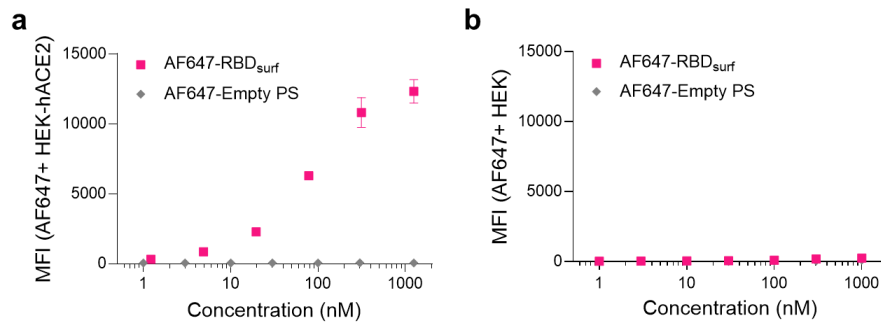 a
MFI (AF647+ HEK-hACE2)
15000
10000
5000
0
AF647-RBDsurf
AF647-Empty PS
1 10 100 1000
Concentration (nM)
b
MFI (AF647+ HEK)
15000
10000
5000
0
AF647-RBDsurf
AF647-Empty PS
1 10 100 1000
Concentration (nM)